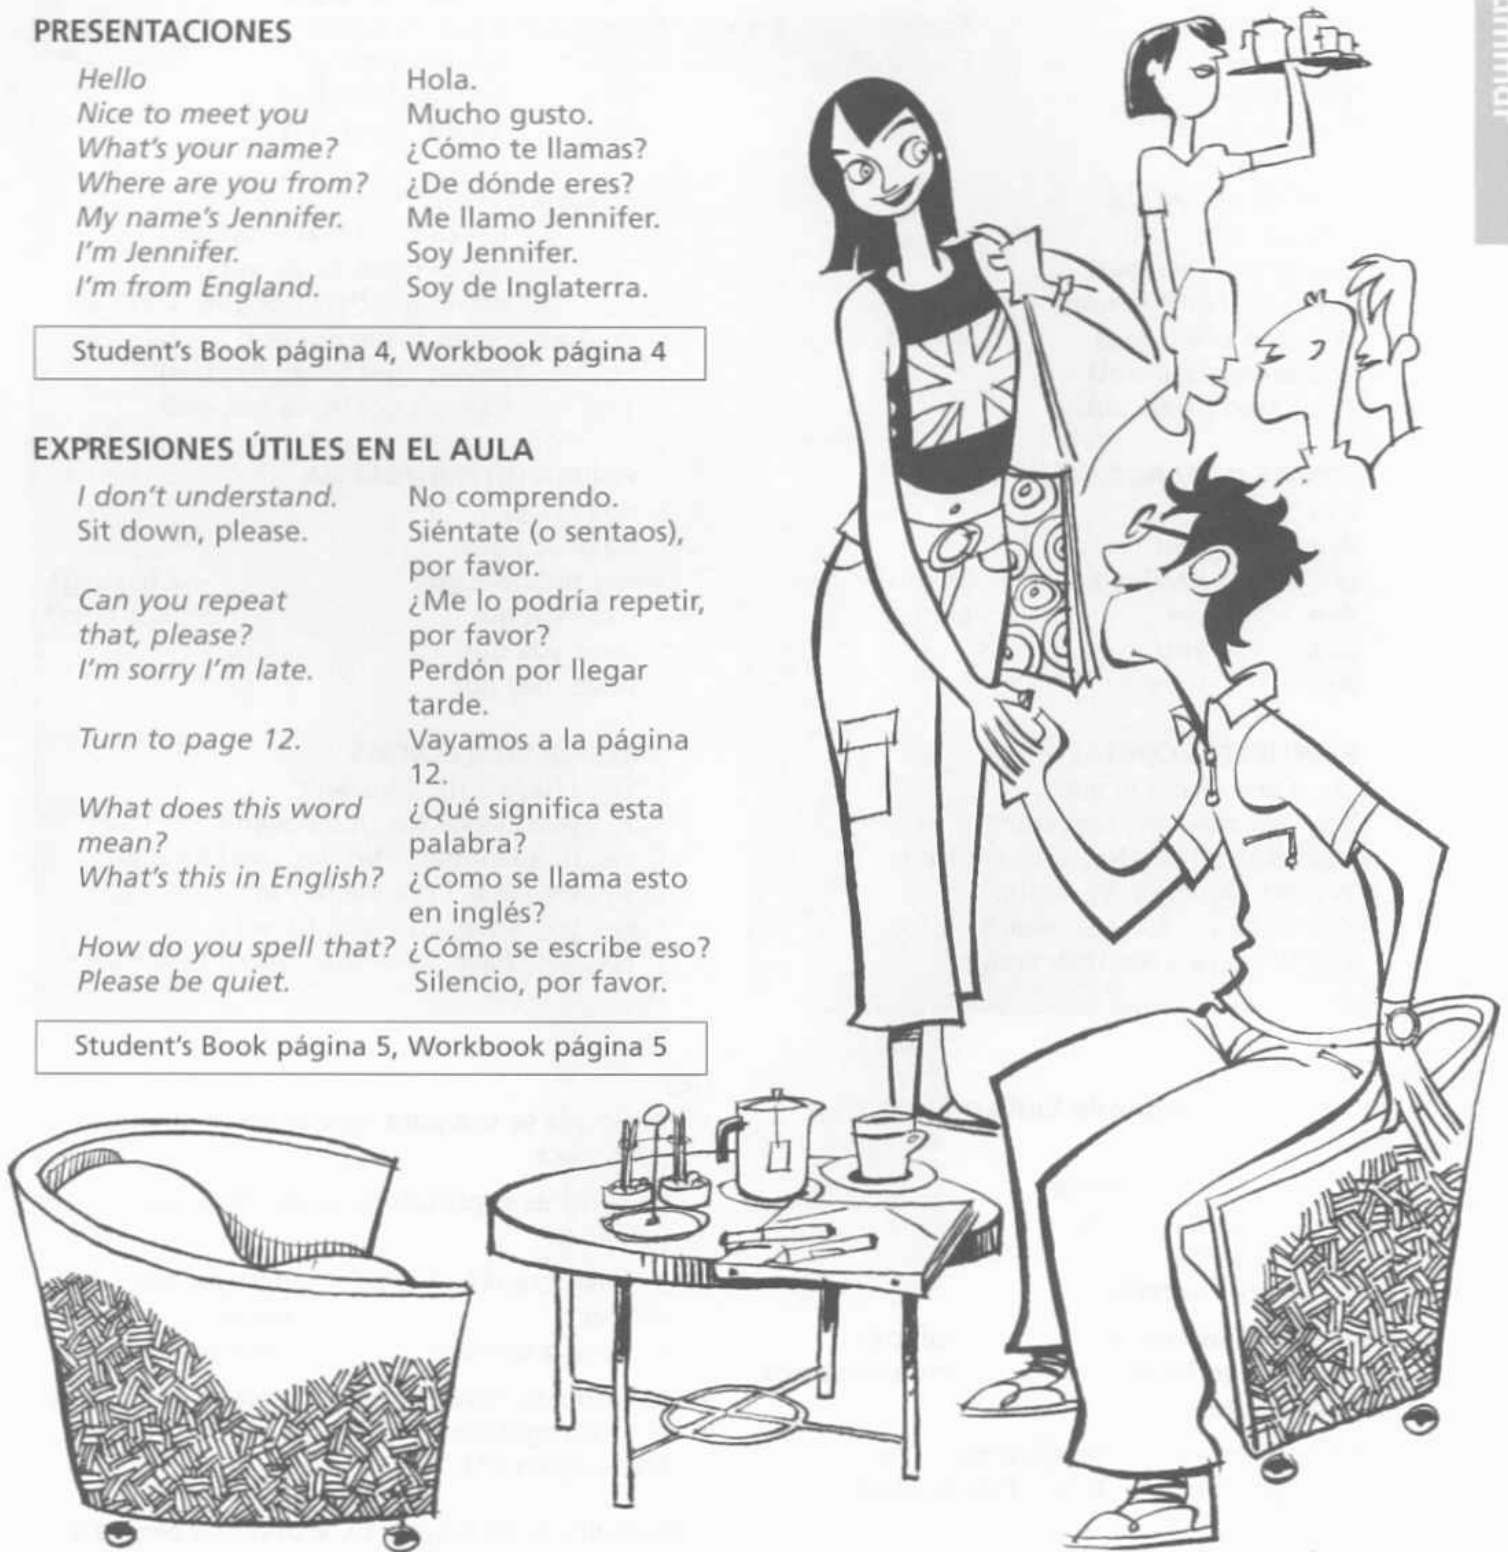 PRESENTACIONES
Hello Hola.
Nice to meet you Mucho gusto.
What's your name? ¿Cómo te llamas?
Where are you from? ¿De dónde eres?
My name's Jennifer. Me llamo Jennifer.
I'm Jennifer. Soy Jennifer.
I'm from England. Soy de Inglaterra.
Student's Book página 4, Workbook página 4
EXPRESIONES ÚTILES EN EL AULA
I don't understand. No comprendo.
Sit down, please. Siéntate (o sentaos),
por favor.
Can you repeat ¿Me lo podría repetir,
that, please? por favor?
I'm sorry I'm late. Perdón por llegar
tarde.
Turn to page 12. Vayamos a la página
12.
What does this word ¿Qué significa esta
mean? palabra?
What's this in English? ¿Como se llama esto
en inglés?
How do you spell that? ¿Cómo se escribe eso?
Please be quiet. Silencio, por favor.
Student's Book página 5, Workbook página 5